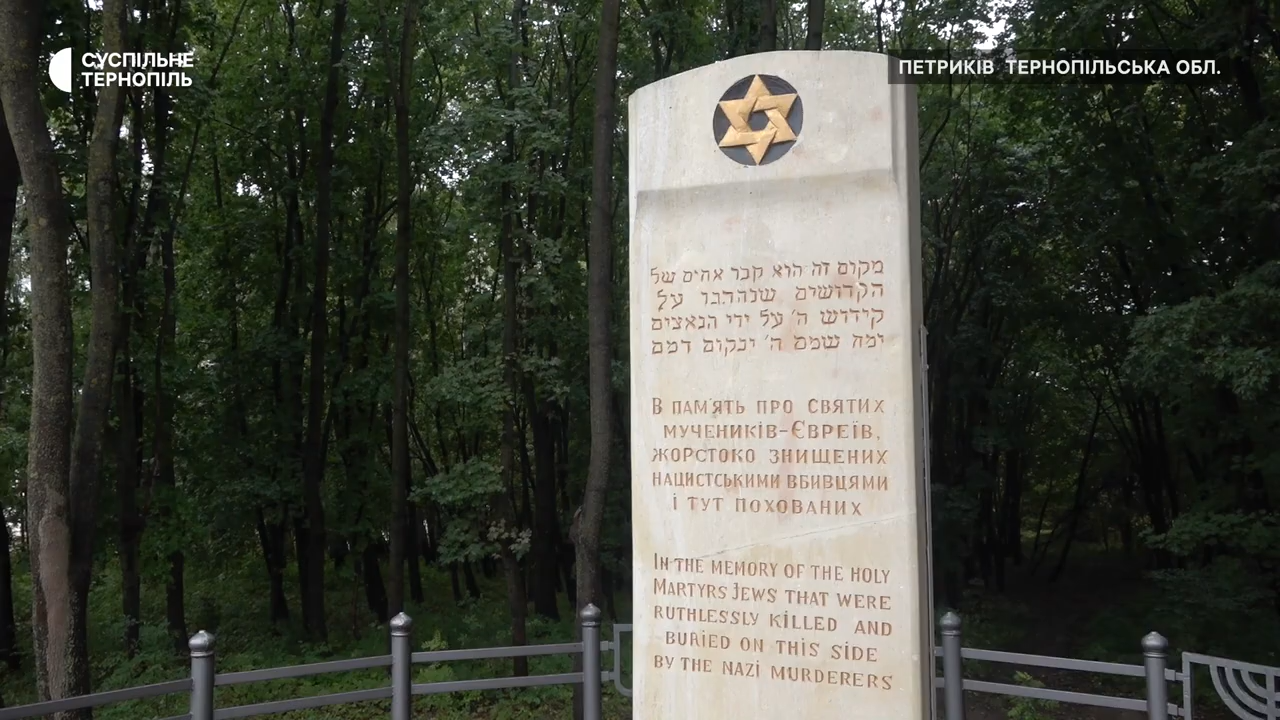 СУСПІЛЬНЕ
ТЕРНОПІЛЬ
ПЕТРИКІВ ТЕРНОПІЛЬСЬКА ОБЛ.
מקום זה הוא קבר אחים של
הקדושים שנהרגו על
קידוש ה' על ידי הנאצים
ימח שמם ה' ינקום דמם
В ПАМ'ЯТЬ ПРО СВЯТИХ
МУЧЕНИКІВ-ЄВРЕЇВ,
ЖОРСТОКО ЗНИЩЕНИХ
НАЦИСТСЬКИМИ ВБИВЦЯМИ
І ТУТ ПОХОВАНИХ
IN THE MEMORY OF THE HOLY
MARTYRS JEWS THAT WERE
RUTHLESSLY KILLED AND
BURIED ON THIS SIDE
BY THE NAZI MURDERERS